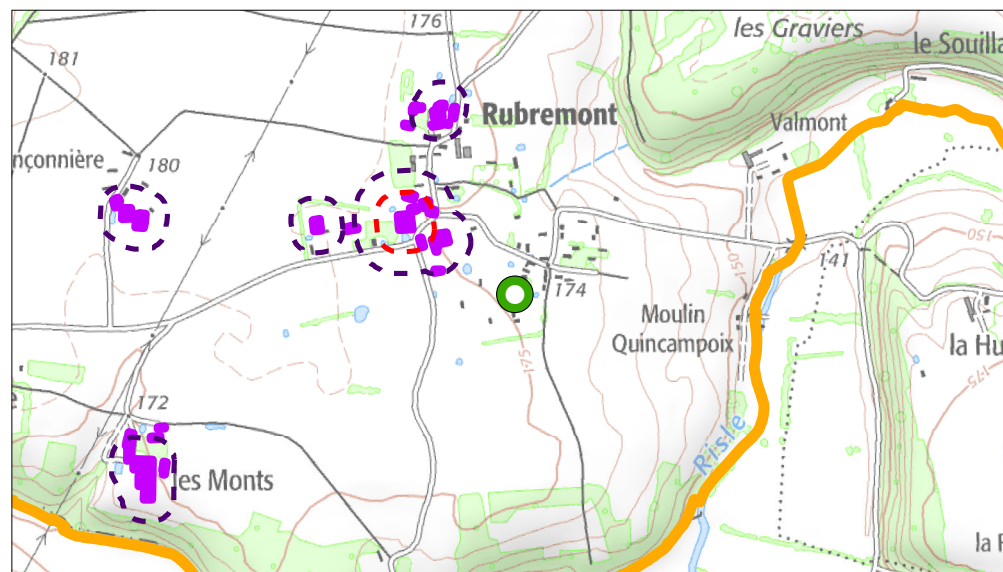 176
les Graviers
le Souilla
181
Rubremont
Valmont
nçonnière
180
150
150
141
174
Moulin
Quincampoix
la Hu
175
175
172
Risle
les Monts
la F